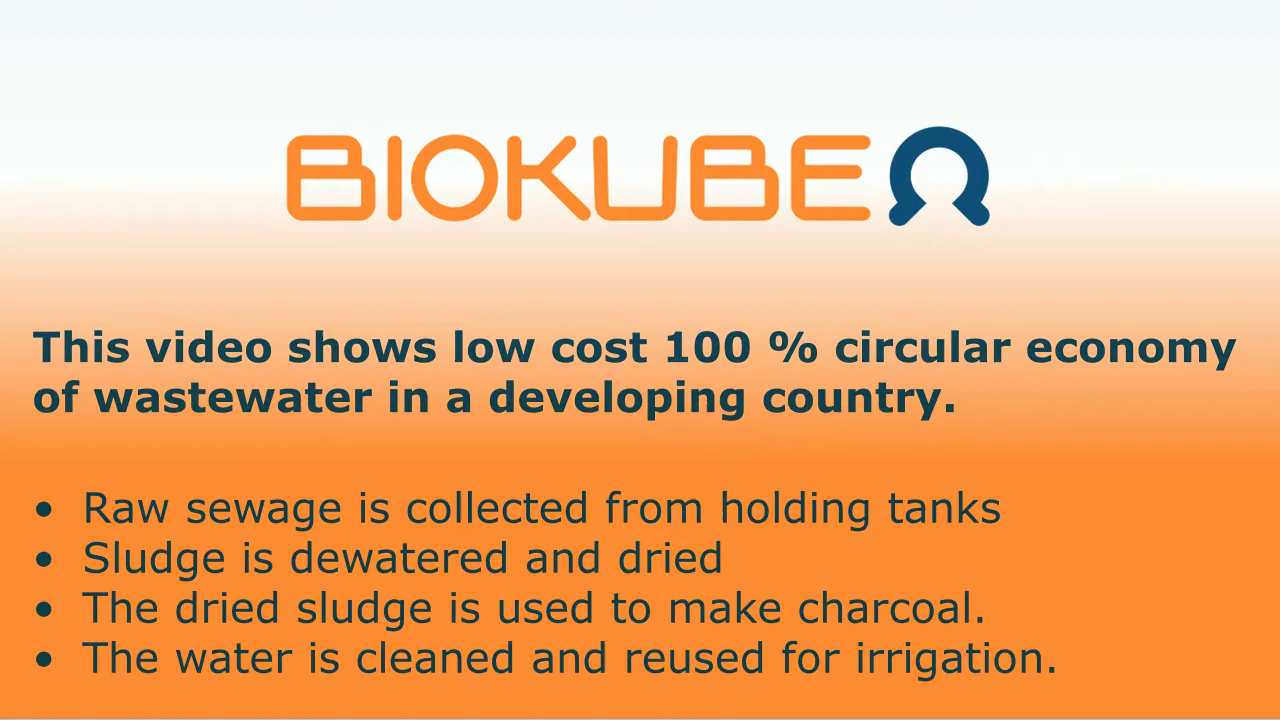 BIOKUBE
This video shows low cost 100 % circular economy
of wastewater in a developing country.
• Raw sewage is collected from holding tanks
• Sludge is dewatered and dried
• The dried sludge is used to make charcoal.
• The water is cleaned and reused for irrigation.